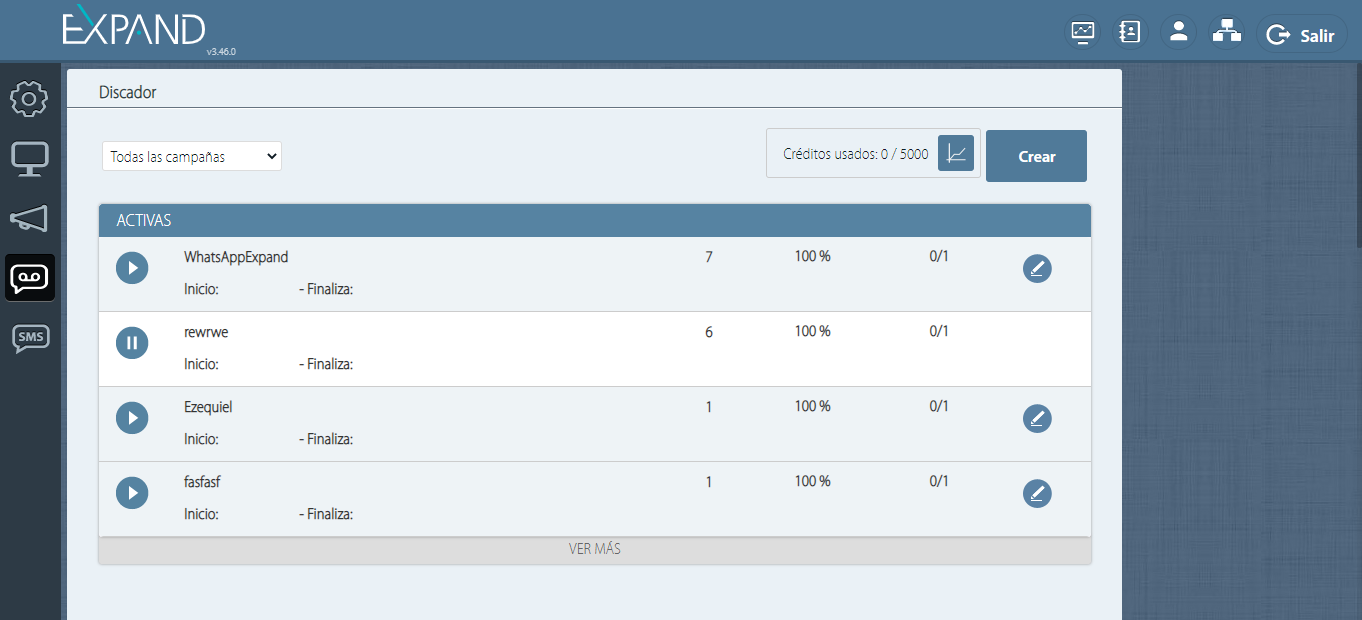 EXPAND
v3.46.0
Salir
Discador
Todas las campañas
Créditos usados: 0 / 5000
Crear
ACTIVAS
WhatsAppExpand 7 100 % 0/1
Inicio: - Finaliza:
rewrwe 6 100 % 0/1
Inicio: - Finaliza:
Ezequiel 1 100 % 0/1
Inicio: - Finaliza:
fasfasf 1 100 % 0/1
Inicio: - Finaliza:
SMS
VER MÁS